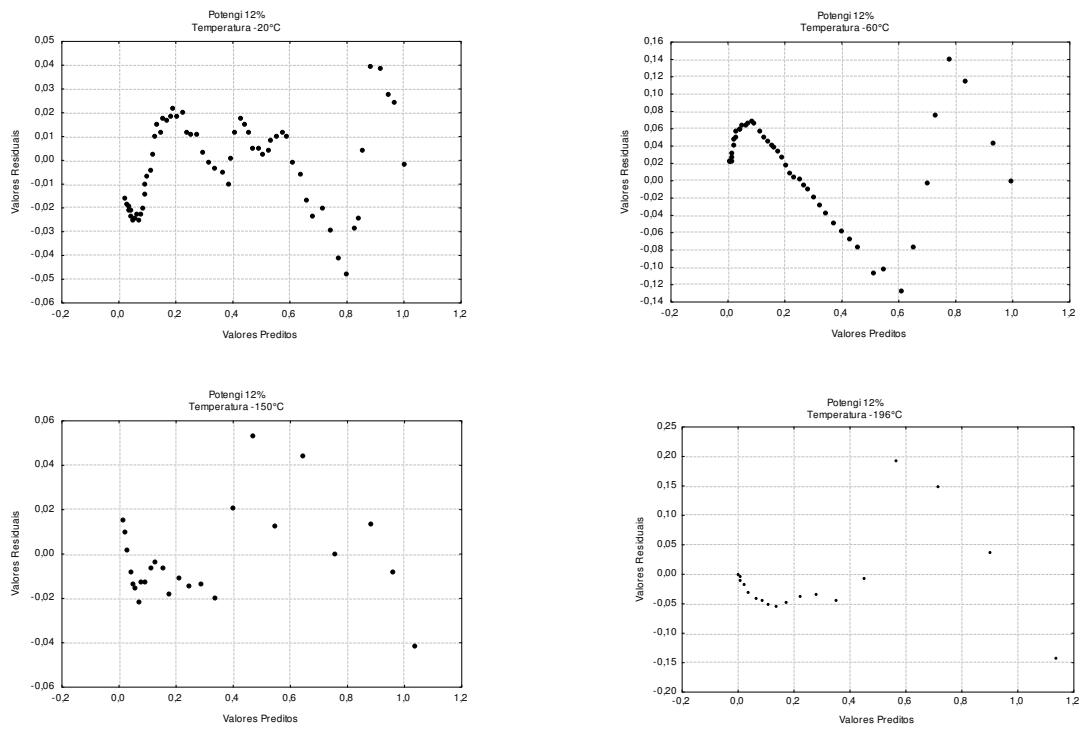 Potengi 12%
Temperatura -20°C
0,05
0,04
0,03
0,02
0,01
0,00
-0,01
-0,02
-0,03
-0,04
-0,05
-0,06
-0,2 0,0 0,2 0,4 0,6 0,8 1,0 1,2
Valores Preditos
Valores Residuais
Potengi 12%
Temperatura -60°C
0,16
0,14
0,12
0,10
0,08
0,06
0,04
0,02
0,00
-0,02
-0,04
-0,06
-0,08
-0,10
-0,12
-0,14
-0,2 0,0 0,2 0,4 0,6 0,8 1,0 1,2
Valores Preditos
Valores Residuais
Potengi 12%
Temperatura -150°C
0,06
0,04
0,02
0,00
-0,02
-0,04
-0,06
-0,2 0,0 0,2 0,4 0,6 0,8 1,0 1,2
Valores Preditos
Valores Residuais
Potengi 12%
Temperatura -196°C
0,25
0,20
0,15
0,10
0,05
0,00
-0,05
-0,10
-0,15
-0,20
-0,2 0,0 0,2 0,4 0,6 0,8 1,0 1,2
Valores Preditos
Valores Residuais